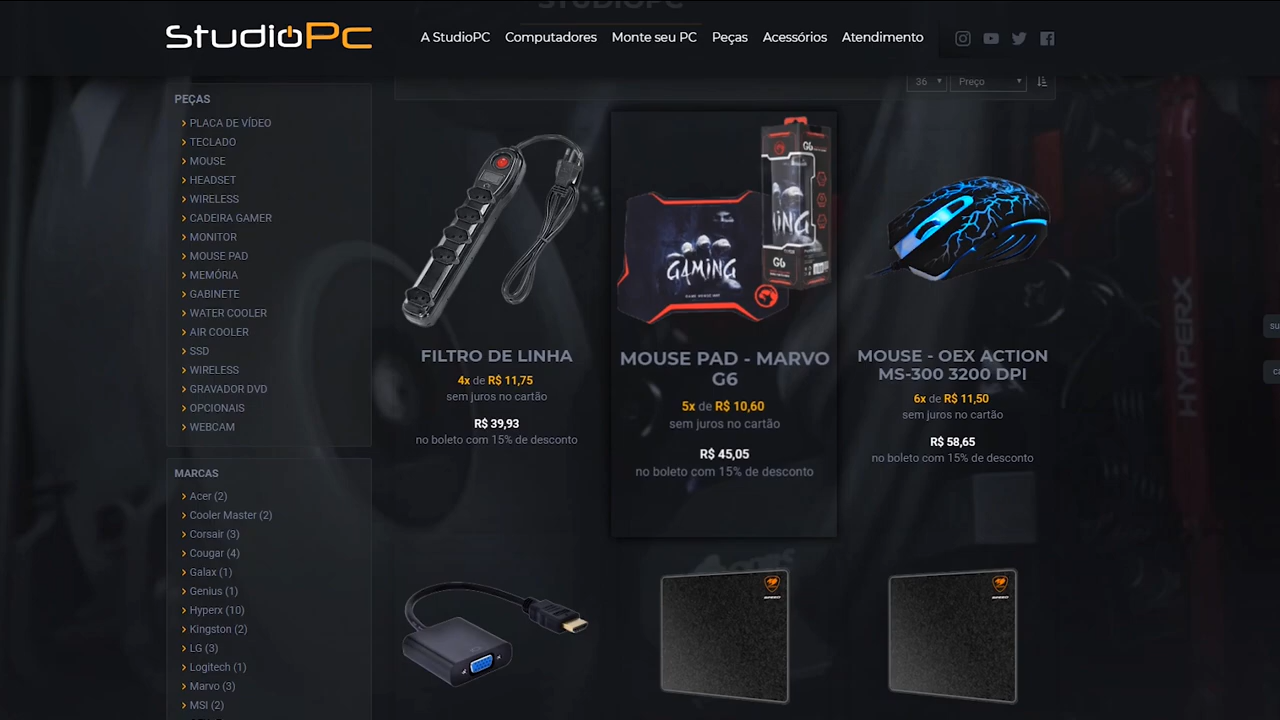 STUDIOPC
StudioPc
A StudioPC
Computadores
Monte seu PC
Peças
Acessórios
Atendimento
36
Preço
PEÇAS
PLACA DE VÍDEO
TECLADO
MOUSE
HEADSET
WIRELESS
CADEIRA GAMER
MONITOR
MOUSE PAD
MEMÓRIA
GABINETE
WATER COOLER
AIR COOLER
SSD
WIRELESS
GRAVADOR DVD
OPCIONAIS
WEBCAM
MARCAS
Acer (2)
Cooler Master (2)
Corsair (3)
Cougar (4)
Galax (1)
Genius (1)
Hyperx (10)
Kingston (2)
LG (3)
Logitech (1)
Marvo (3)
MSI (2)
FILTRO DE LINHA
4x de R$ 11,75
sem juros no cartão
R$ 39,93
no boleto com 15% de desconto
G6
GAMING
G6
MOUSE PAD - MARVO
G6
5x de R$ 10,60
sem juros no cartão
R$ 45,05
no boleto com 15% de desconto
MOUSE - OEX ACTION
MS-300 3200 DPI
6x de R$ 11,50
sem juros no cartão
R$ 58,65
no boleto com 15% de desconto
SPEED
SPEED
HYPERX